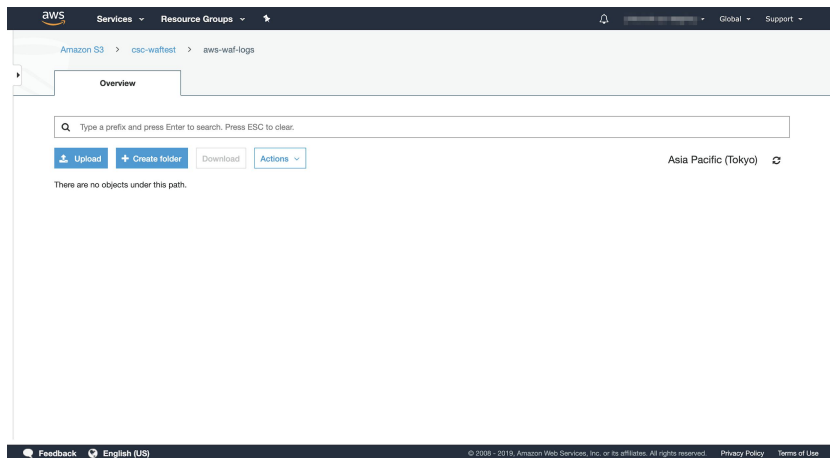 aws Services Resource Groups Global Support
Amazon S3 > csc-waftest > aws-waf-logs
Overview
Type a prefix and press Enter to search. Press ESC to clear.
Upload + Create folder Download Actions Asia Pacific (Tokyo)
There are no objects under this path.
Feedback English (US) © 2008 - 2019, Amazon Web Services, Inc. or its affiliates. All rights reserved. Privacy Policy Terms of Use